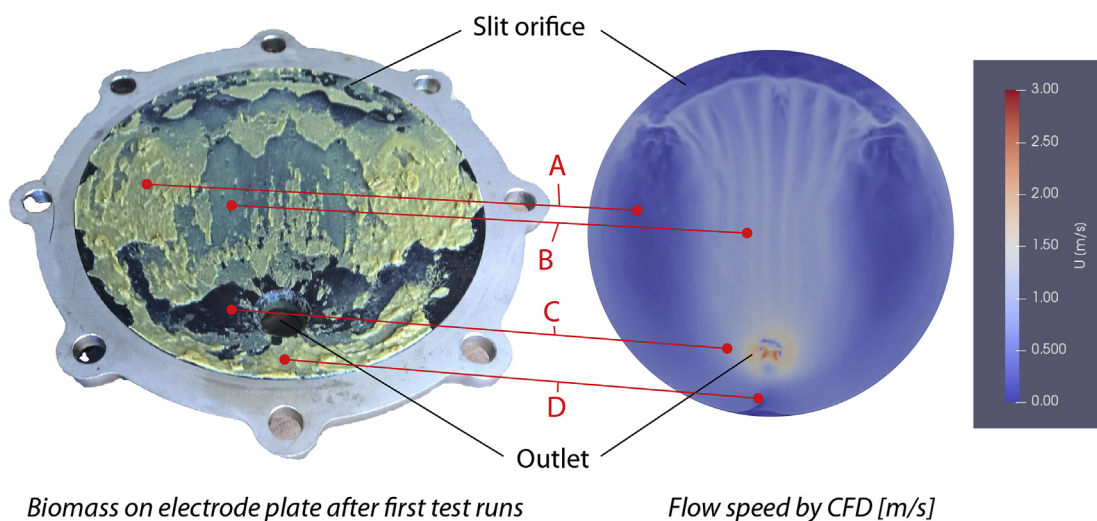 Slit orifice
3.00
2.50
2.00
1.50
1.00
0.500
0.00
U (m/s)
A
B
C
D
Outlet
Biomass on electrode plate after first test runs
Flow speed by CFD [m/s]